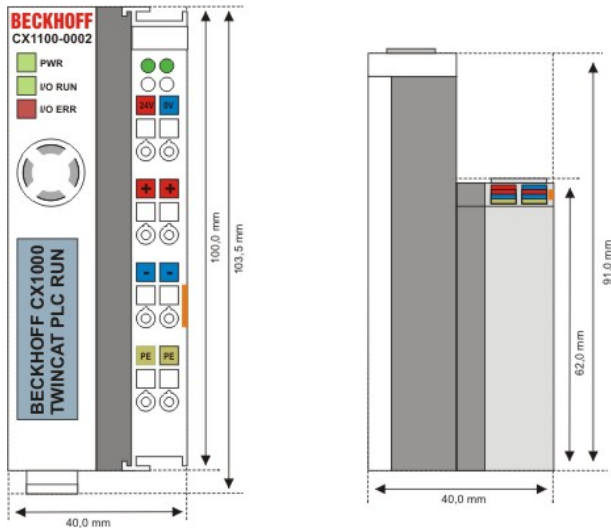 BECKHOFF
CX1100-0002
PWR
I/O RUN
I/O ERR
24V 0V
+ +
- -
PE PE
BECKHOFF CX1000
TWINCAT PLC RUN
100,0 mm
103,5 mm
40,0 mm
62,0 mm
91,0 mm
40,0 mm